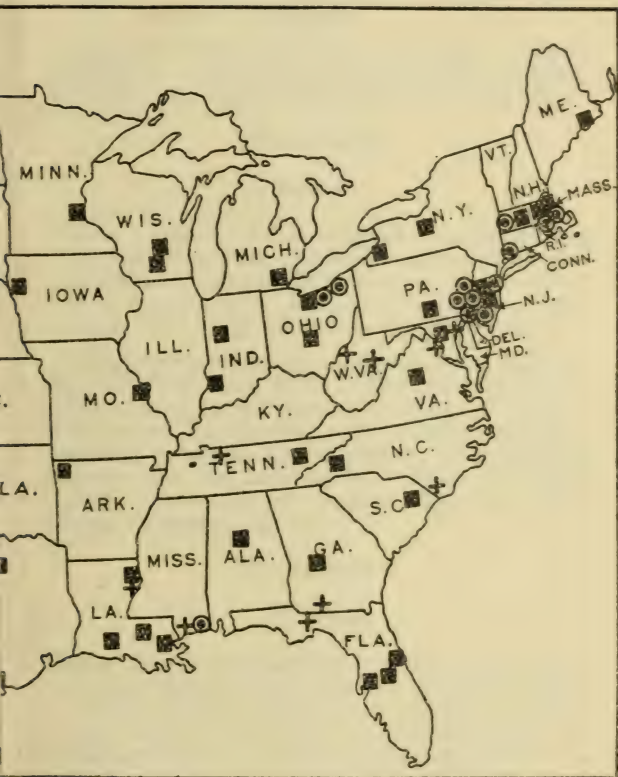 ME.
VT.
MINN.
N.H.
MASS.
WIS.
N.Y.
MICH.
R.I.
CONN.
IOWA
PA.
N.J.
OHIO
ILL.
IND.
DEL.
MD.
W.VA.
MO.
VA.
KY.
N.C.
TENN.
LA.
ARK.
S.C.
MISS.
ALA.
GA.
LA.
FLA.